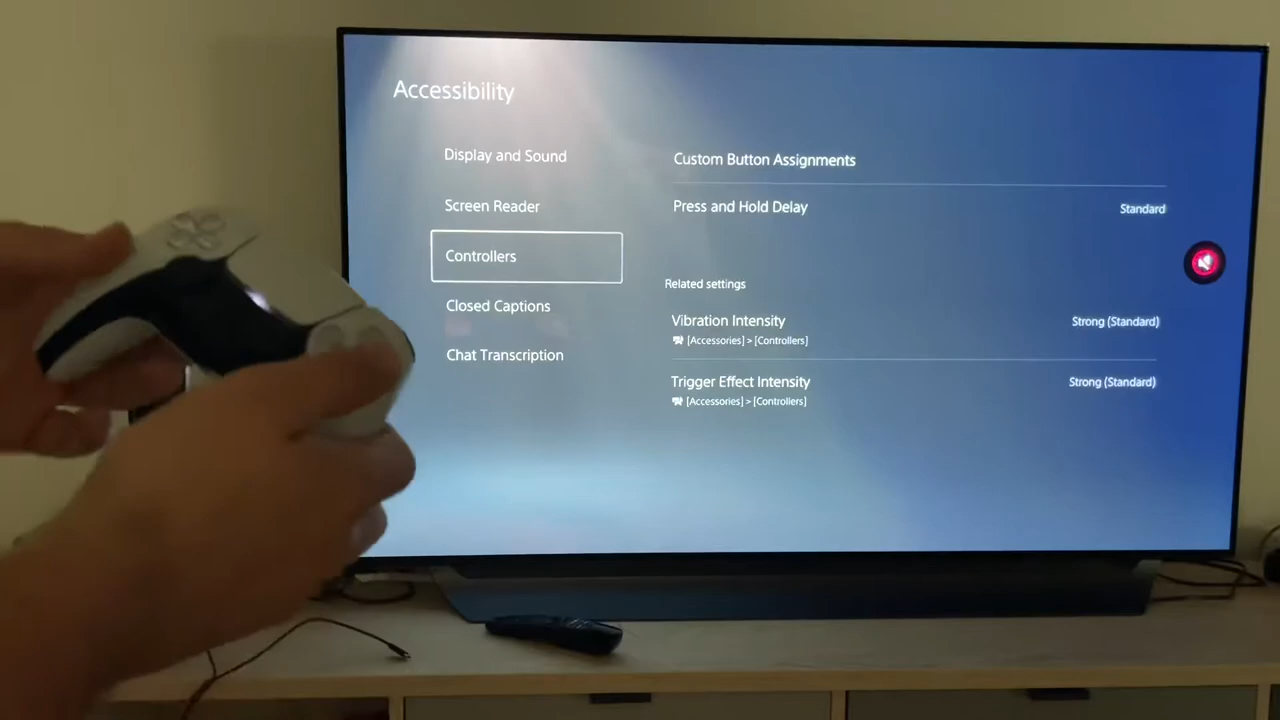 Accessibility
Display and Sound
Screen Reader
Controllers
Closed Captions
Chat Transcription
Custom Button Assignments
Press and Hold Delay Standard
Related settings
Vibration Intensity Strong (Standard)
[Accessories] > [Controllers]
Trigger Effect Intensity Strong (Standard)
[Accessories] > [Controllers]